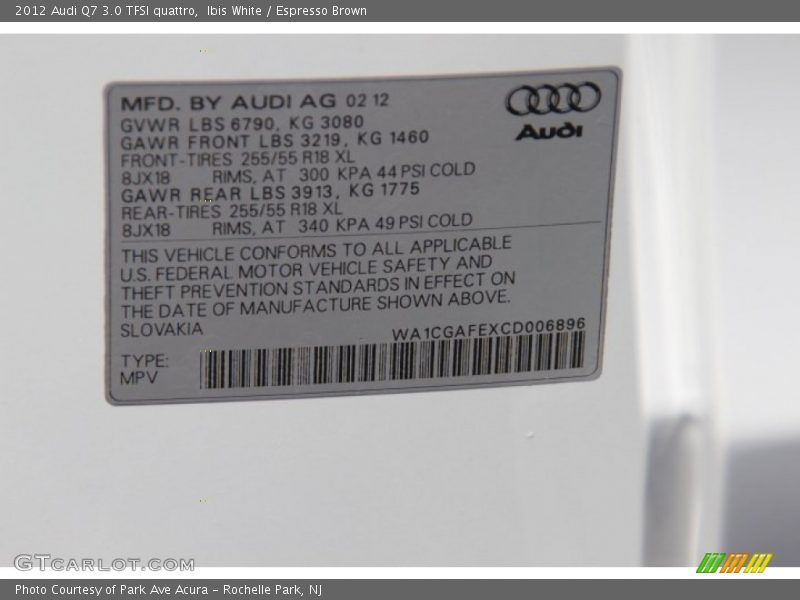 2012 Audi Q7 3.0 TFSI quattro,  Ibis White / Espresso Brown
MFD. BY AUDI AG 02 12
GVWR LBS 6790, KG 3080
GAWR FRONT LBS 3219, KG 1460
FRONT-TIRES 255/55 R18 XL
8JX18 RIMS, AT 300 KPA 44 PSI COLD
GAWR REAR LBS 3913, KG 1775
REAR-TIRES 255/55 R18 XL
8JX18 RIMS, AT 340 KPA 49 PSI COLD
Audi
THIS VEHICLE CONFORMS TO ALL APPLICABLE
U.S. FEDERAL MOTOR VEHICLE SAFETY AND
THEFT PREVENTION STANDARDS IN EFFECT ON
THE DATE OF MANUFACTURE SHOWN ABOVE.
SLOVAKIA
WA1CGAFEXCD006896
TYPE:
MPV
GTCARLOT.COM
Photo Courtesy of Park Ave Acura - Rochelle Park, NJ